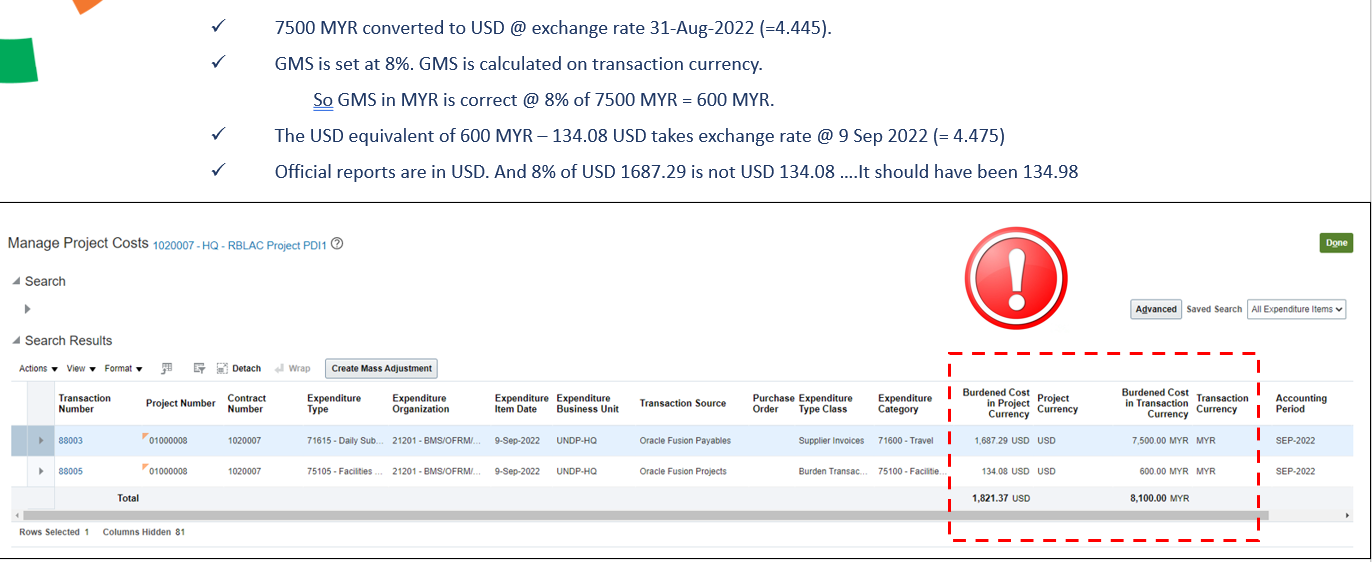 ✓ 7500 MYR converted to USD @ exchange rate 31-Aug-2022 (=4.445).
✓ GMS is set at 8%. GMS is calculated on transaction currency.
So GMS in MYR is correct @ 8% of 7500 MYR = 600 MYR.
✓ The USD equivalent of 600 MYR – 134.08 USD takes exchange rate @ 9 Sep 2022 (= 4.475)
✓ Official reports are in USD. And 8% of USD 1687.29 is not USD 134.08 ….It should have been 134.98
Manage Project Costs 1020007 - HQ - RBLAC Project PDI1 ?
Done
Search
Advanced Saved Search All Expenditure Items
Search Results
Actions View Format Detach Wrap Create Mass Adjustment
Transaction Number Project Number Contract Number Expenditure Type Expenditure Organization Expenditure Item Date Expenditure Business Unit Transaction Source Purchase Order Expenditure Type Class Expenditure Category Burdened Cost in Project Currency Project Currency Burdened Cost in Transaction Currency Transaction Currency Accounting Period
88003 01000008 1020007 71615 - Daily Sub... 21201 - BMS/OFRM/... 9-Sep-2022 UNDP-HQ Oracle Fusion Payables Supplier Invoices 71600 - Travel 1,687.29 USD USD 7,500.00 MYR MYR SEP-2022
88005 01000008 1020007 75105 - Facilities ... 21201 - BMS/OFRM/... 9-Sep-2022 UNDP-HQ Oracle Fusion Projects Burden Transac... 75100 - Facilitie... 134.08 USD USD 600.00 MYR MYR SEP-2022
Total 1,821.37 USD 8,100.00 MYR
Rows Selected 1 Columns Hidden 81